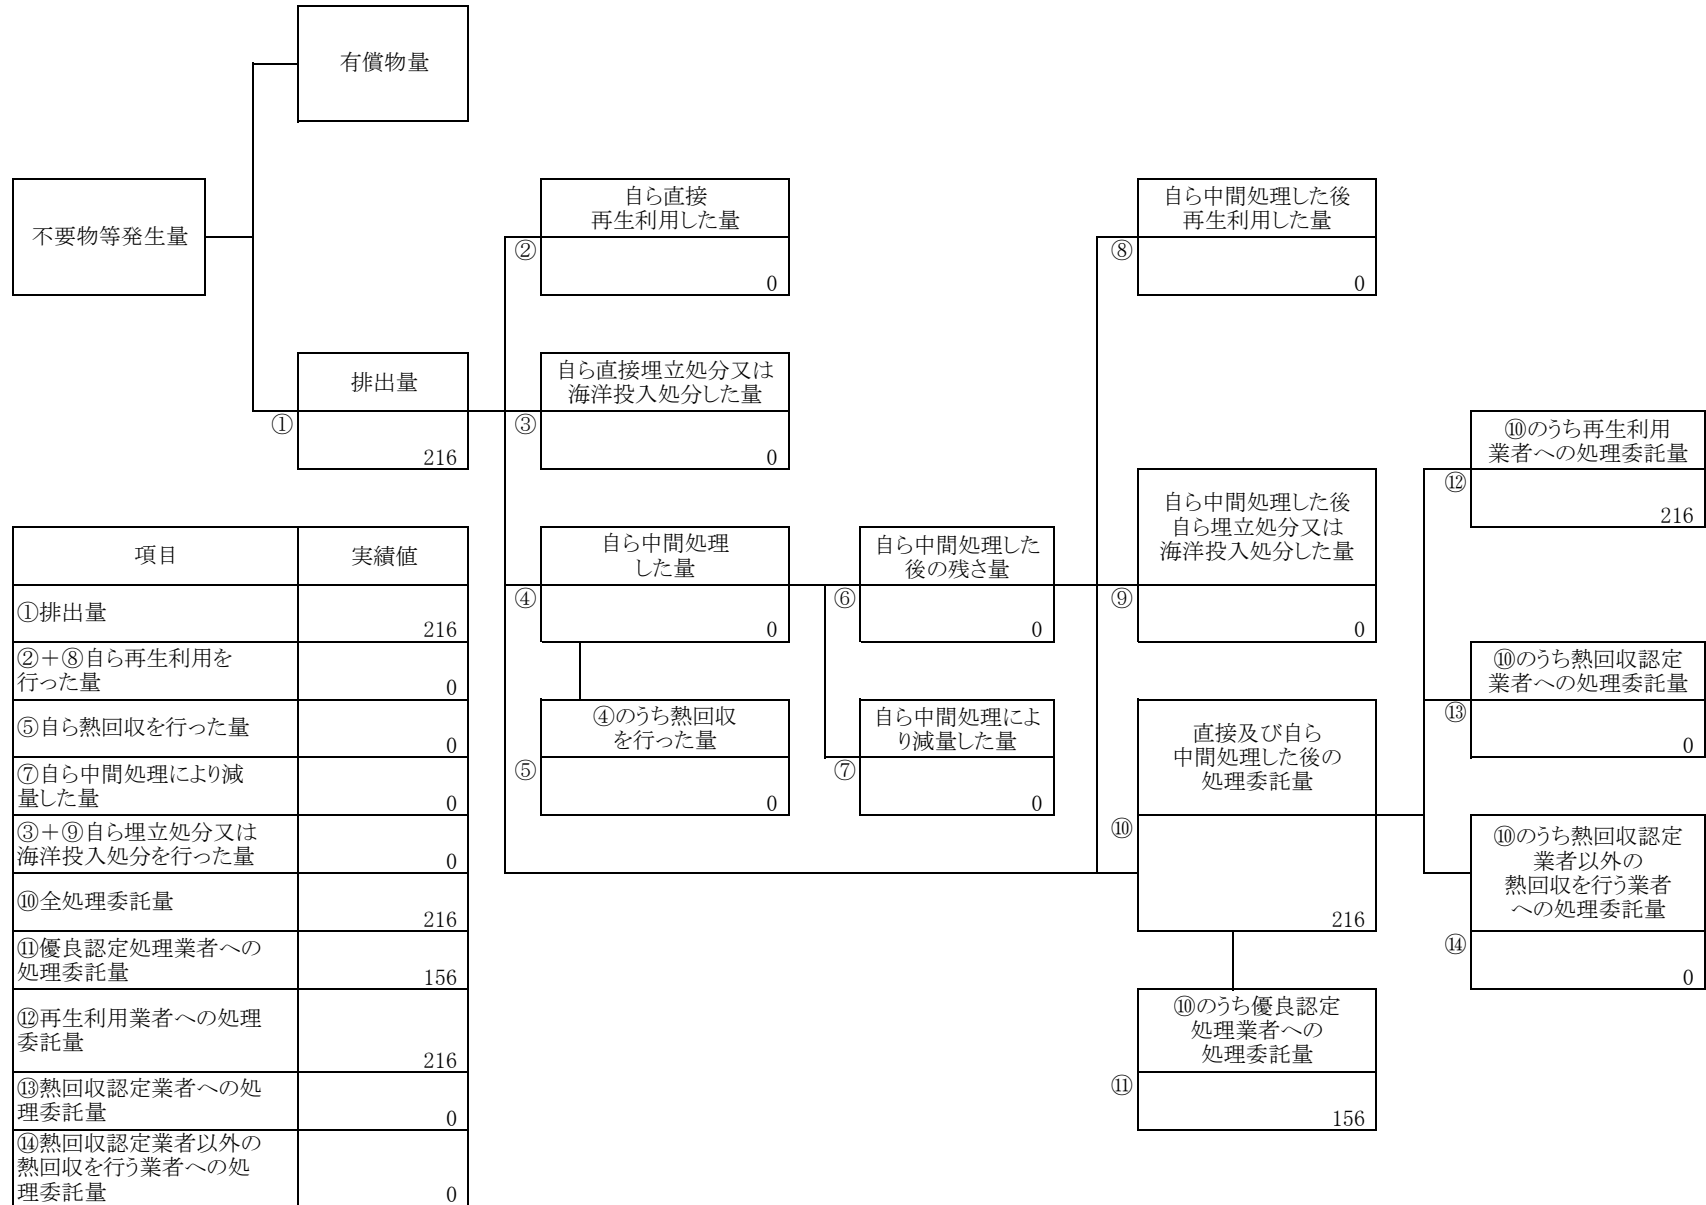 有償物量
不要物等発生量
自ら直接
再生利用した量
②
0
自ら中間処理した後
再生利用した量
⑧
0
排出量
①
216
自ら直接埋立処分又は
海洋投入処分した量
③
0
⑩のうち再生利用
業者への処理委託量
⑫
216
自ら中間処理した後
自ら埋立処分又は
海洋投入処分した量
⑨
0
自ら中間処理
した量
④
0
自ら中間処理した
後の残さ量
⑥
0
⑩のうち熱回収認定
業者への処理委託量
⑬
0
④のうち熱回収
を行った量
⑤
0
自ら中間処理によ
り減量した量
⑦
0
直接及び自ら
中間処理した後の
処理委託量
⑩
216
⑩のうち熱回収認定
業者以外の
熱回収を行う業者
への処理委託量
⑭
0
⑩のうち優良認定
処理業者への
処理委託量
⑪
156
項目 実績値
①排出量
216
②+⑧自ら再生利用を
行った量
0
⑤自ら熱回収を行った量
0
⑦自ら中間処理により減
量した量
0
③+⑨自ら埋立処分又は
海洋投入処分を行った量
0
⑩全処理委託量
216
⑪優良認定処理業者への
処理委託量
156
⑫再生利用業者への処理
委託量
216
⑬熱回収認定業者への処
理委託量
0
⑭熱回収認定業者以外の
熱回収を行う業者への処
理委託量
0